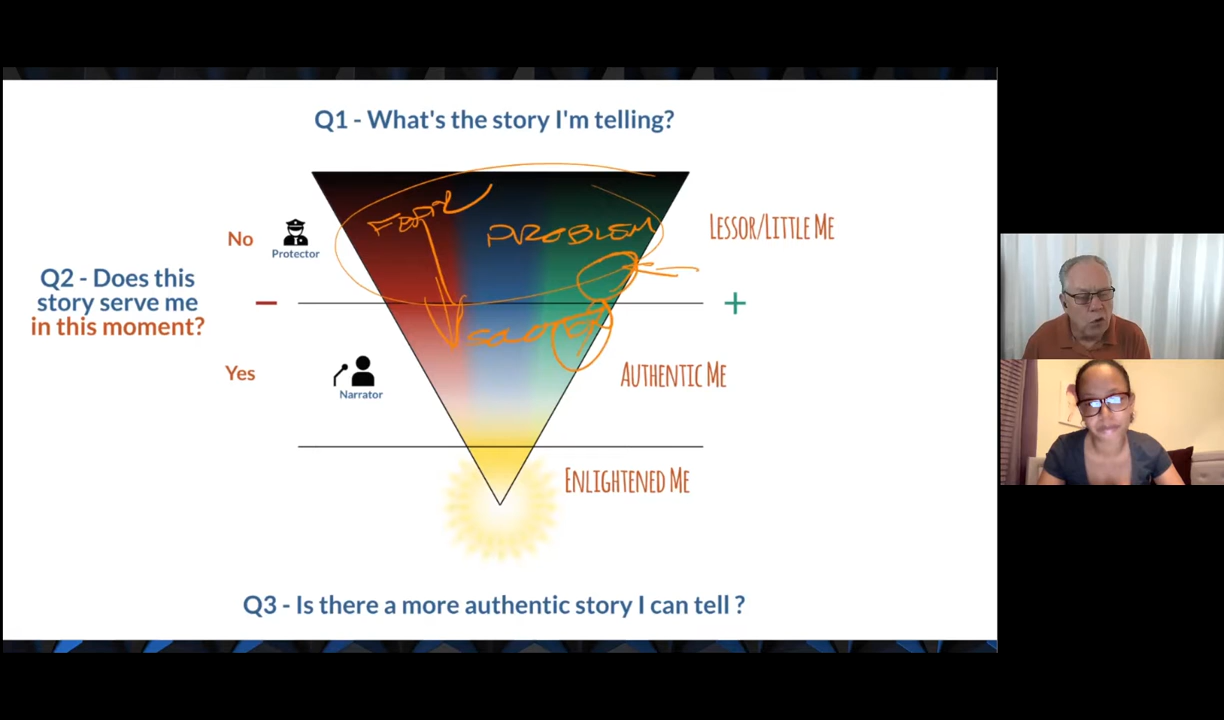 Q1 - What's the story I'm telling?
FEAR
PROBLEM
LESSOR/LITTLE ME
No
Protector
Q2 - Does this
story serve me
in this moment?
−
+
Yes
Narrator
AUTHENTIC ME
ENLIGHTENED ME
Q3 - Is there a more authentic story I can tell ?